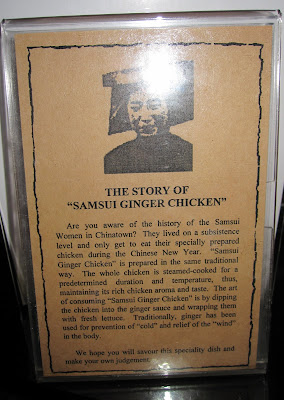 THE STORY OF
"SAMSUI GINGER CHICKEN"
Are you aware of the history of the Samsui
Women in Chinatown? They lived on a subsistence
level and only get to eat their specially prepared
chicken during the Chinese New Year. "Samsui
Ginger Chicken" is prepared in the same traditional
way. The whole chicken is steamed-cooked for a
predetermined duration and temperature, thus,
maintaining its rich chicken aroma and taste. The art
of consuming "Samsui Ginger Chicken" is by dipping
the chicken into the ginger sauce and wrapping them
with fresh lettuce. Traditionally, ginger has been
used for prevention of "cold" and relief of the "wind"
in the body.
We hope you will savour this speciality dish and
make your own judgement